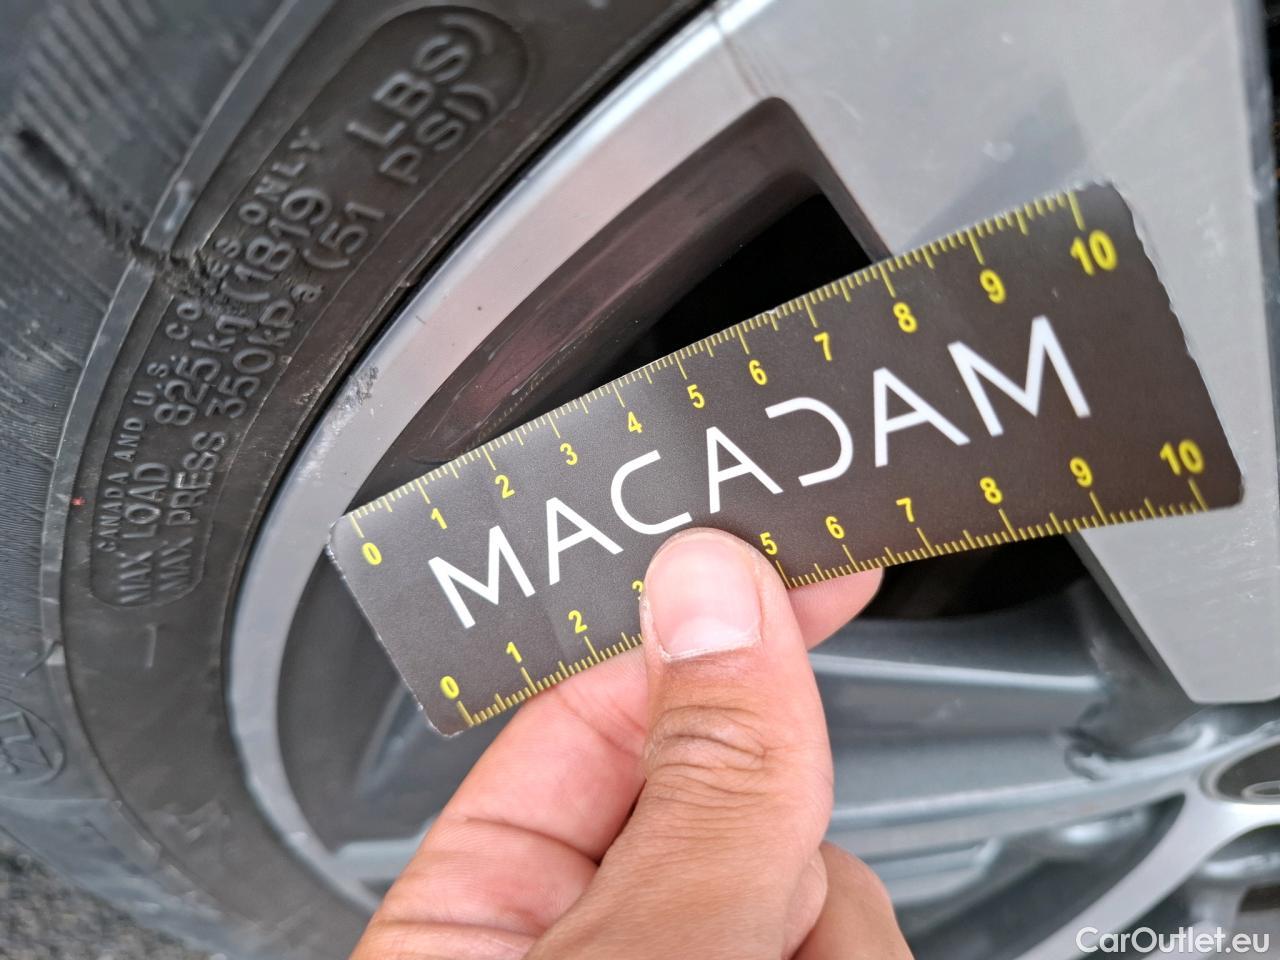 CANADA AND U.S. CODES ONLY
MAX LOAD 825kg (1819 LBS)
MAX PRESS 350kPa (51 PSI)
0 1 2 3 4 5 6 7 8 9 10
MACADAM
0 1 2 3 5 6 7 8 9 10
CarOutlet.eu